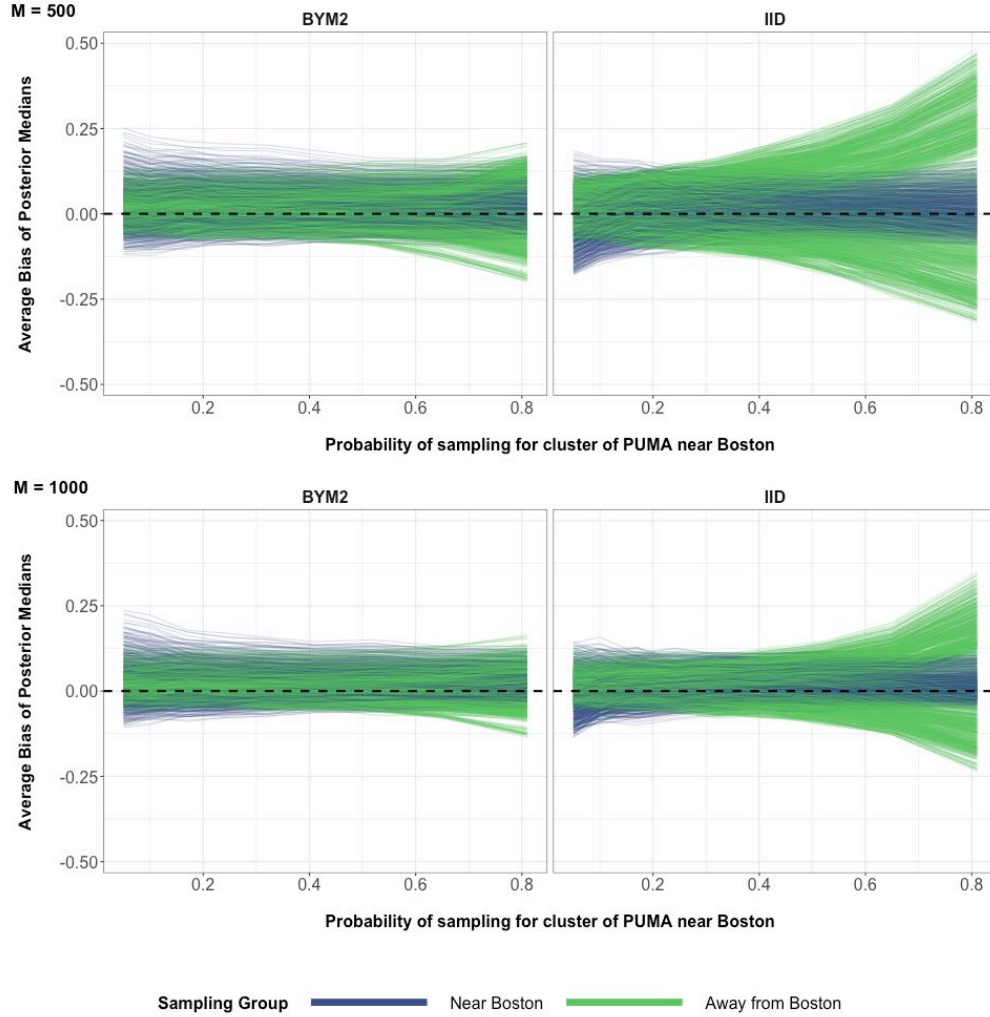 M = 500
BYM2 IID
Average Bias of Posterior Medians
0.50
0.25
0.00
-0.25
-0.50
0.2 0.4 0.6 0.8 0.2 0.4 0.6 0.8
Probability of sampling for cluster of PUMA near Boston
M = 1000
BYM2 IID
Average Bias of Posterior Medians
0.50
0.25
0.00
-0.25
-0.50
0.2 0.4 0.6 0.8 0.2 0.4 0.6 0.8
Probability of sampling for cluster of PUMA near Boston
Sampling Group Near Boston Away from Boston